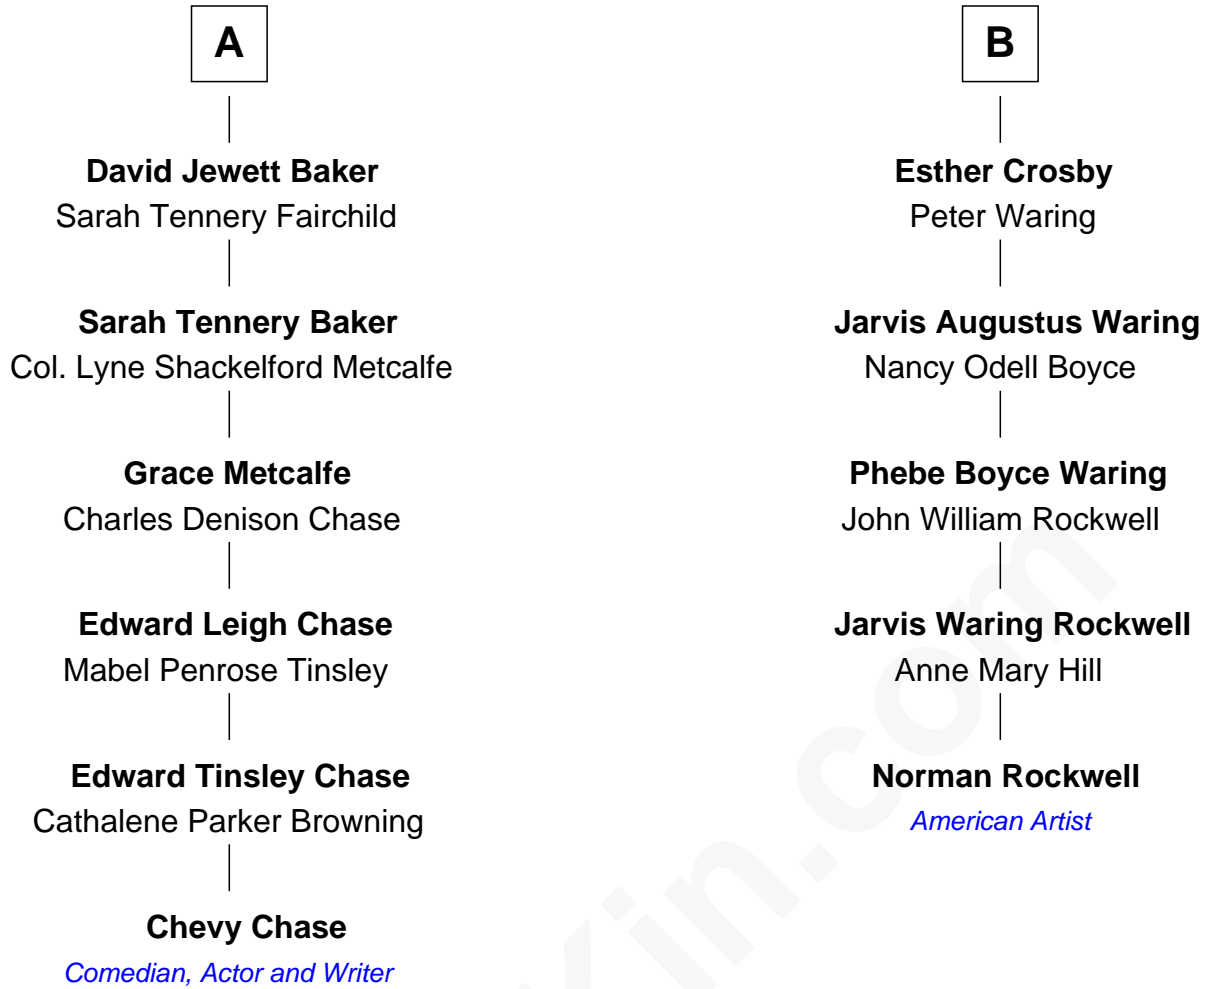 A
David Jewett Baker
Sarah Tennery Fairchild
Sarah Tennery Baker
Col. Lyne Shackelford Metcalfe
Grace Metcalfe
Charles Denison Chase
Edward Leigh Chase
Mabel Penrose Tinsley
Edward Tinsley Chase
Cathalene Parker Browning
Chevy Chase
Comedian, Actor and Writer
B
Esther Crosby
Peter Waring
Jarvis Augustus Waring
Nancy Odell Boyce
Phebe Boyce Waring
John William Rockwell
Jarvis Waring Rockwell
Anne Mary Hill
Norman Rockwell
American Artist
Kin.com